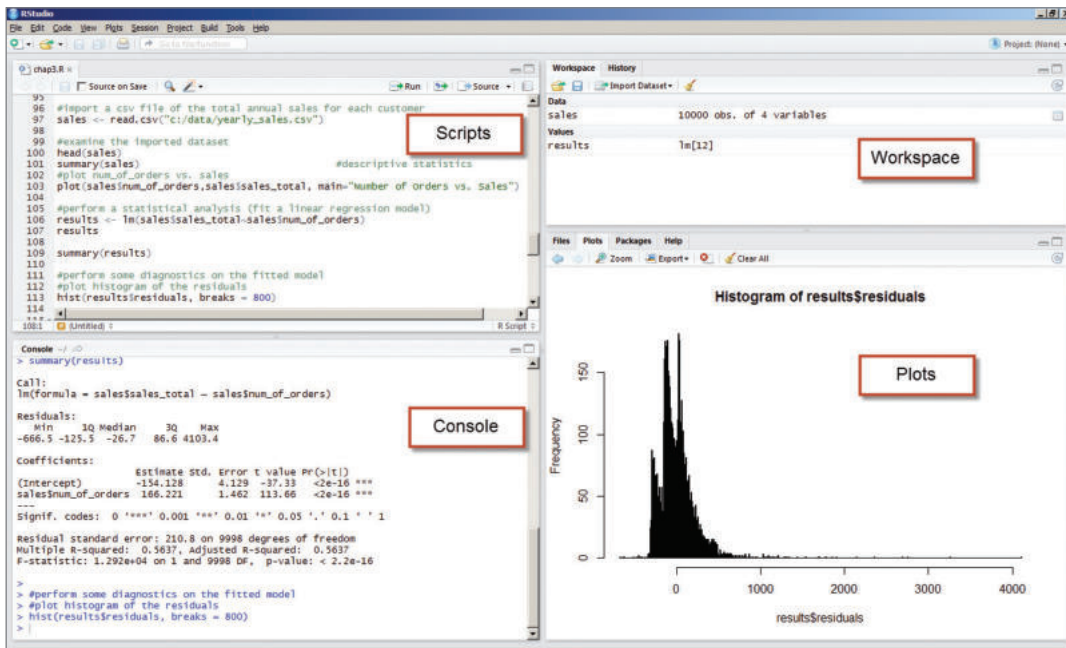 RStudio
File Edit Code View Plots Session Project Build Tools Help
Go to file/function
Project: (None)
chap3.R
Source on Save
Run
Source
95
96 #import a csv file of the total annual sales for each customer
97 sales <- read.csv("c:/data/yearly_sales.csv")
98
99 #examine the imported dataset
100 head(sales)
101 summary(sales) #descriptive statistics
102 #plot num_of_orders vs. sales
103 plot(sales$num_of_orders,sales$sales_total, main="Number of Orders vs. Sales")
104
105 #perform a statistical analysis (fit a linear regression model)
106 results <- lm(sales$sales_total~sales$num_of_orders)
107 results
108
109 summary(results)
110
111 #perform some diagnostics on the fitted model
112 #plot histogram of the residuals
113 hist(results$residuals, breaks = 800)
114
Scripts
108:1 (Untitled) R Script
Console ~/
> summary(results)
Call:
lm(formula = sales$sales_total ~ sales$num_of_orders)
Residuals:
Min 1Q Median 3Q Max
-666.5 -125.5 -26.7 86.6 4103.4
Coefficients:
Estimate Std. Error t value Pr(>|t|)
(Intercept) -154.128 4.129 -37.33 <2e-16 ***
sales$num_of_orders 166.221 1.462 113.66 <2e-16 ***
---
Signif. codes: 0 '***' 0.001 '**' 0.01 '*' 0.05 '.' 0.1 ' ' 1
Residual standard error: 210.8 on 9998 degrees of freedom
Multiple R-squared: 0.5637, Adjusted R-squared: 0.5637
F-statistic: 1.292e+04 on 1 and 9998 DF, p-value: < 2.2e-16
>
> #perform some diagnostics on the fitted model
> #plot histogram of the residuals
> hist(results$residuals, breaks = 800)
>
Console
Workspace History
Import Dataset
Data
sales 10000 obs. of 4 variables
Values
results lm[12]
Workspace
Files Plots Packages Help
Zoom Export Clear All
Histogram of results$residuals
Plots
Frequency
150
100
50
0
0 1000 2000 3000 4000
results$residuals